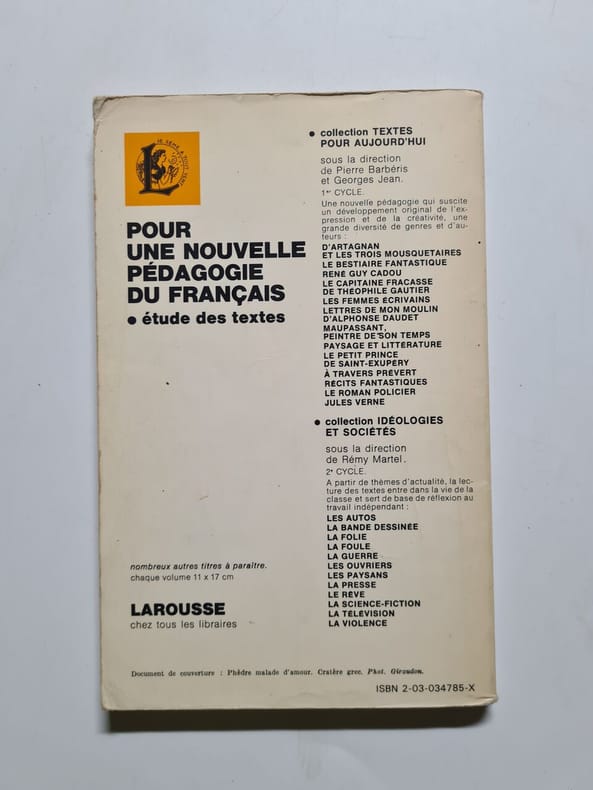 JE SÈME À TOUT VENT
POUR
UNE NOUVELLE
PÉDAGOGIE
DU FRANÇAIS
• étude des textes
nombreux autres titres à paraître.
chaque volume 11 x 17 cm
LAROUSSE
chez tous les libraires
• collection TEXTES
POUR AUJOURD'HUI
sous la direction
de Pierre Barbéris
et Georges Jean.
1er CYCLE.
Une nouvelle pédagogie qui suscite
un développement original de l'ex-
pression et de la créativité, une
grande diversité de genres et d'au-
teurs :
D'ARTAGNAN
ET LES TROIS MOUSQUETAIRES
LE BESTIAIRE FANTASTIQUE
RENÉ GUY CADOU
LE CAPITAINE FRACASSE
DE THÉOPHILE GAUTIER
LES FEMMES ÉCRIVAINS
LETTRES DE MON MOULIN
D'ALPHONSE DAUDET
MAUPASSANT,
PEINTRE DE SON TEMPS
PAYSAGE ET LITTÉRATURE
LE PETIT PRINCE
DE SAINT-EXUPÉRY
À TRAVERS PRÉVERT
RÉCITS FANTASTIQUES
LE ROMAN POLICIER
JULES VERNE
• collection IDÉOLOGIES
ET SOCIÉTÉS
sous la direction
de Rémy Martel.
2e CYCLE.
A partir de thèmes d'actualité, la lec-
ture des textes entre dans la vie de la
classe et sert de base de réflexion au
travail indépendant :
LES AUTOS
LA BANDE DESSINÉE
LA FOLIE
LA FOULE
LA GUERRE
LES OUVRIERS
LES PAYSANS
LA PRESSE
LE RÊVE
LA SCIENCE-FICTION
LA TÉLÉVISION
LA VIOLENCE
Document de couverture : Phèdre malade d'amour. Cratère grec. Phot. Giraudon.
ISBN 2-03-034785-X